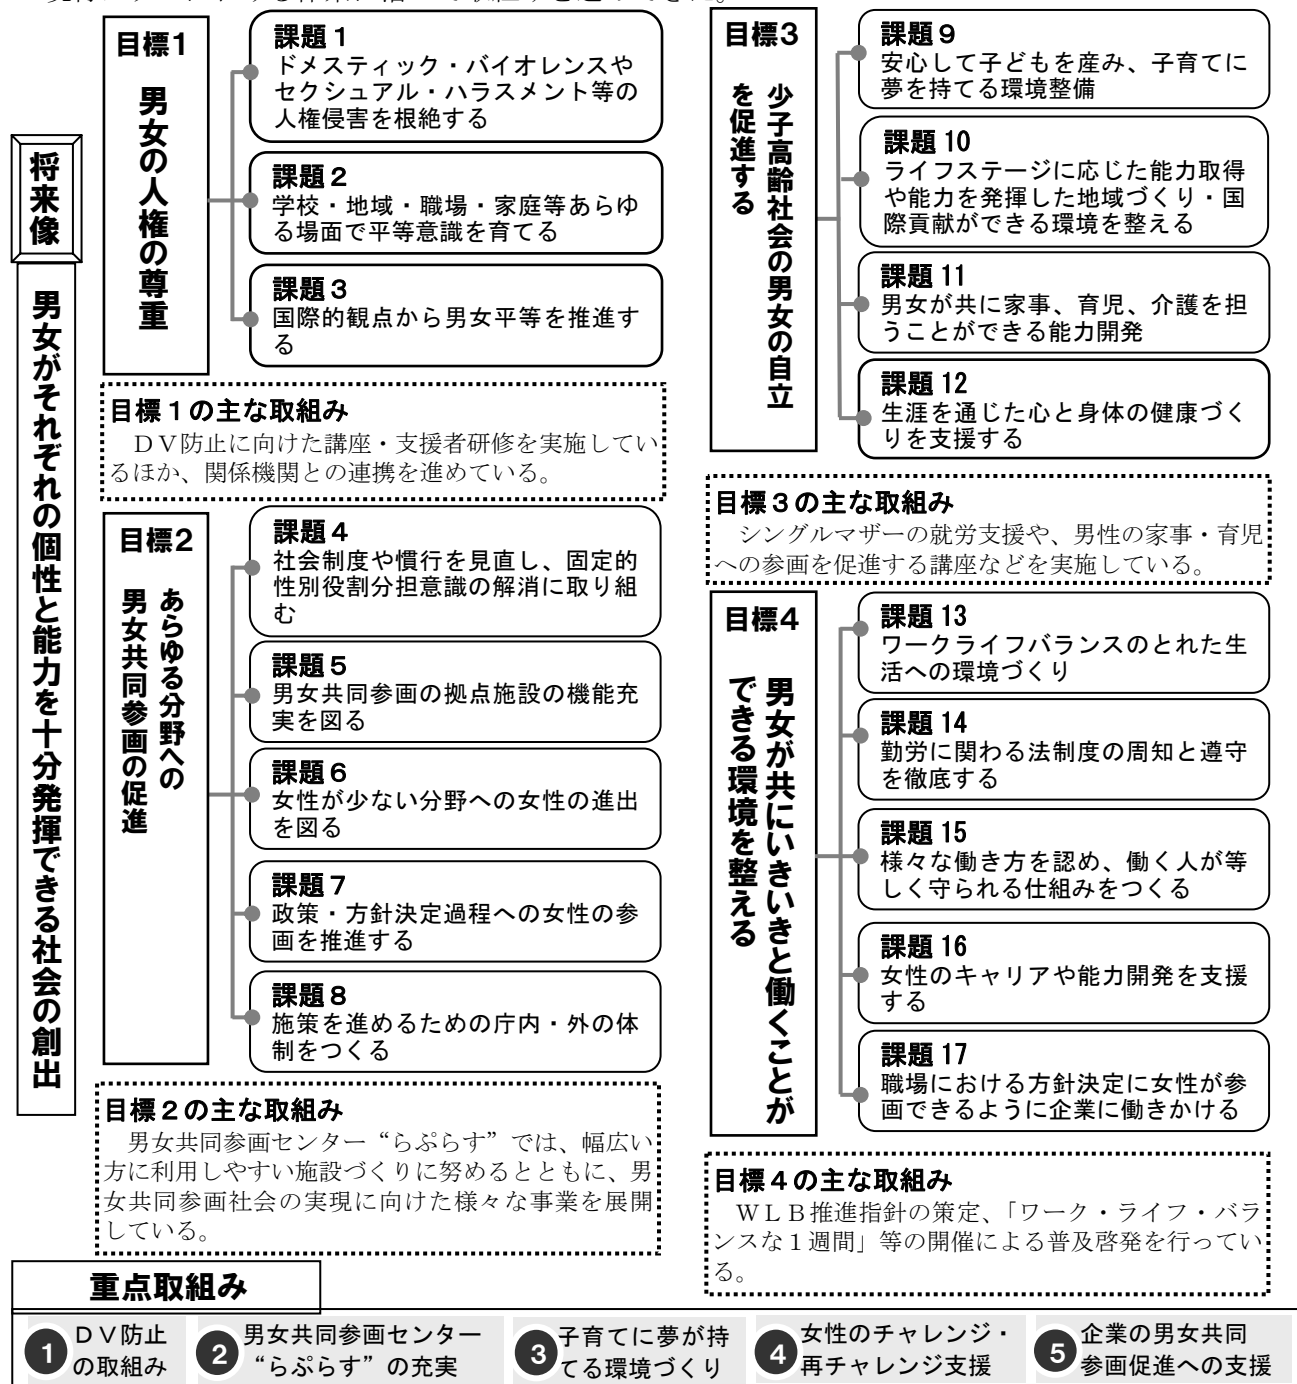 将来像
男女がそれぞれの個性と能力を十分発揮できる社会の創出
目標1
男女の人権の尊重
課題1
ドメスティック・バイオレンスや
セクシュアル・ハラスメント等の
人権侵害を根絶する
課題2
学校・地域・職場・家庭等あらゆ
る場面で平等意識を育てる
課題3
国際的観点から男女平等を推進す
る
目標1の主な取組み
DV防止に向けた講座・支援者研修を実施してい
るほか、関係機関との連携を進めている。
目標2
あらゆる分野への
男女共同参画の促進
課題4
社会制度や慣行を見直し、固定的
性別役割分担意識の解消に取り組
む
課題5
男女共同参画の拠点施設の機能充
実を図る
課題6
女性が少ない分野への女性の進出
を図る
課題7
政策・方針決定過程への女性の参
画を推進する
課題8
施策を進めるための庁内・外の体
制をつくる
目標2の主な取組み
男女共同参画センター“らぷらす”では、幅広い
方に利用しやすい施設づくりに努めるとともに、男
女共同参画社会の実現に向けた様々な事業を展開
している。
目標3
少子高齢社会の男女の自立
を促進する
課題9
安心して子どもを産み、子育てに
夢を持てる環境整備
課題10
ライフステージに応じた能力取得
や能力を発揮した地域づくり・国
際貢献ができる環境を整える
課題11
男女が共に家事、育児、介護を担
うことができる能力開発
課題12
生涯を通じた心と身体の健康づく
りを支援する
目標3の主な取組み
シングルマザーの就労支援や、男性の家事・育児
への参画を促進する講座などを実施している。
目標4
男女が共にいきいきと働くことが
できる環境を整える
課題13
ワークライフバランスのとれた生
活への環境づくり
課題14
勤労に関わる法制度の周知と遵守
を徹底する
課題15
様々な働き方を認め、働く人が等
しく守られる仕組みをつくる
課題16
女性のキャリアや能力開発を支援
する
課題17
職場における方針決定に女性が参
画できるように企業に働きかける
目標4の主な取組み
WLB推進指針の策定、「ワーク・ライフ・バラ
ンスな1週間」等の開催による普及啓発を行ってい
る。
重点取組み
1 DV防止
の取組み
2 男女共同参画センター
“らぷらす”の充実
3 子育てに夢が持
てる環境づくり
4 女性のチャレンジ・
再チャレンジ支援
5 企業の男女共同
参画促進への支援